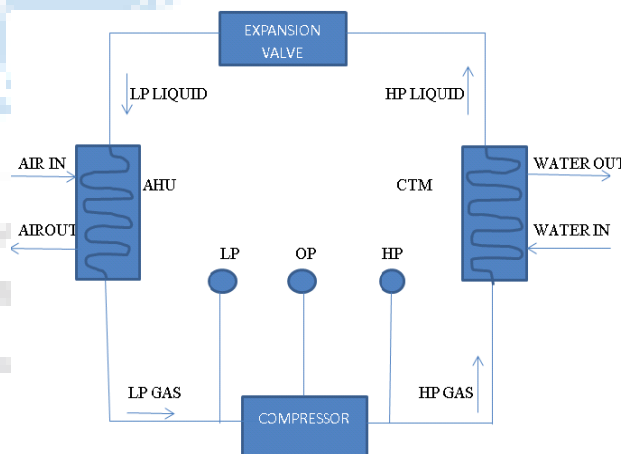 EXPANSION
VALVE
LP LIQUID
HP LIQUID
AIR IN
AHU
CTM
WATER OUT
AIROUT
WATER IN
LP
OP
HP
LP GAS
HP GAS
COMPRESSOR